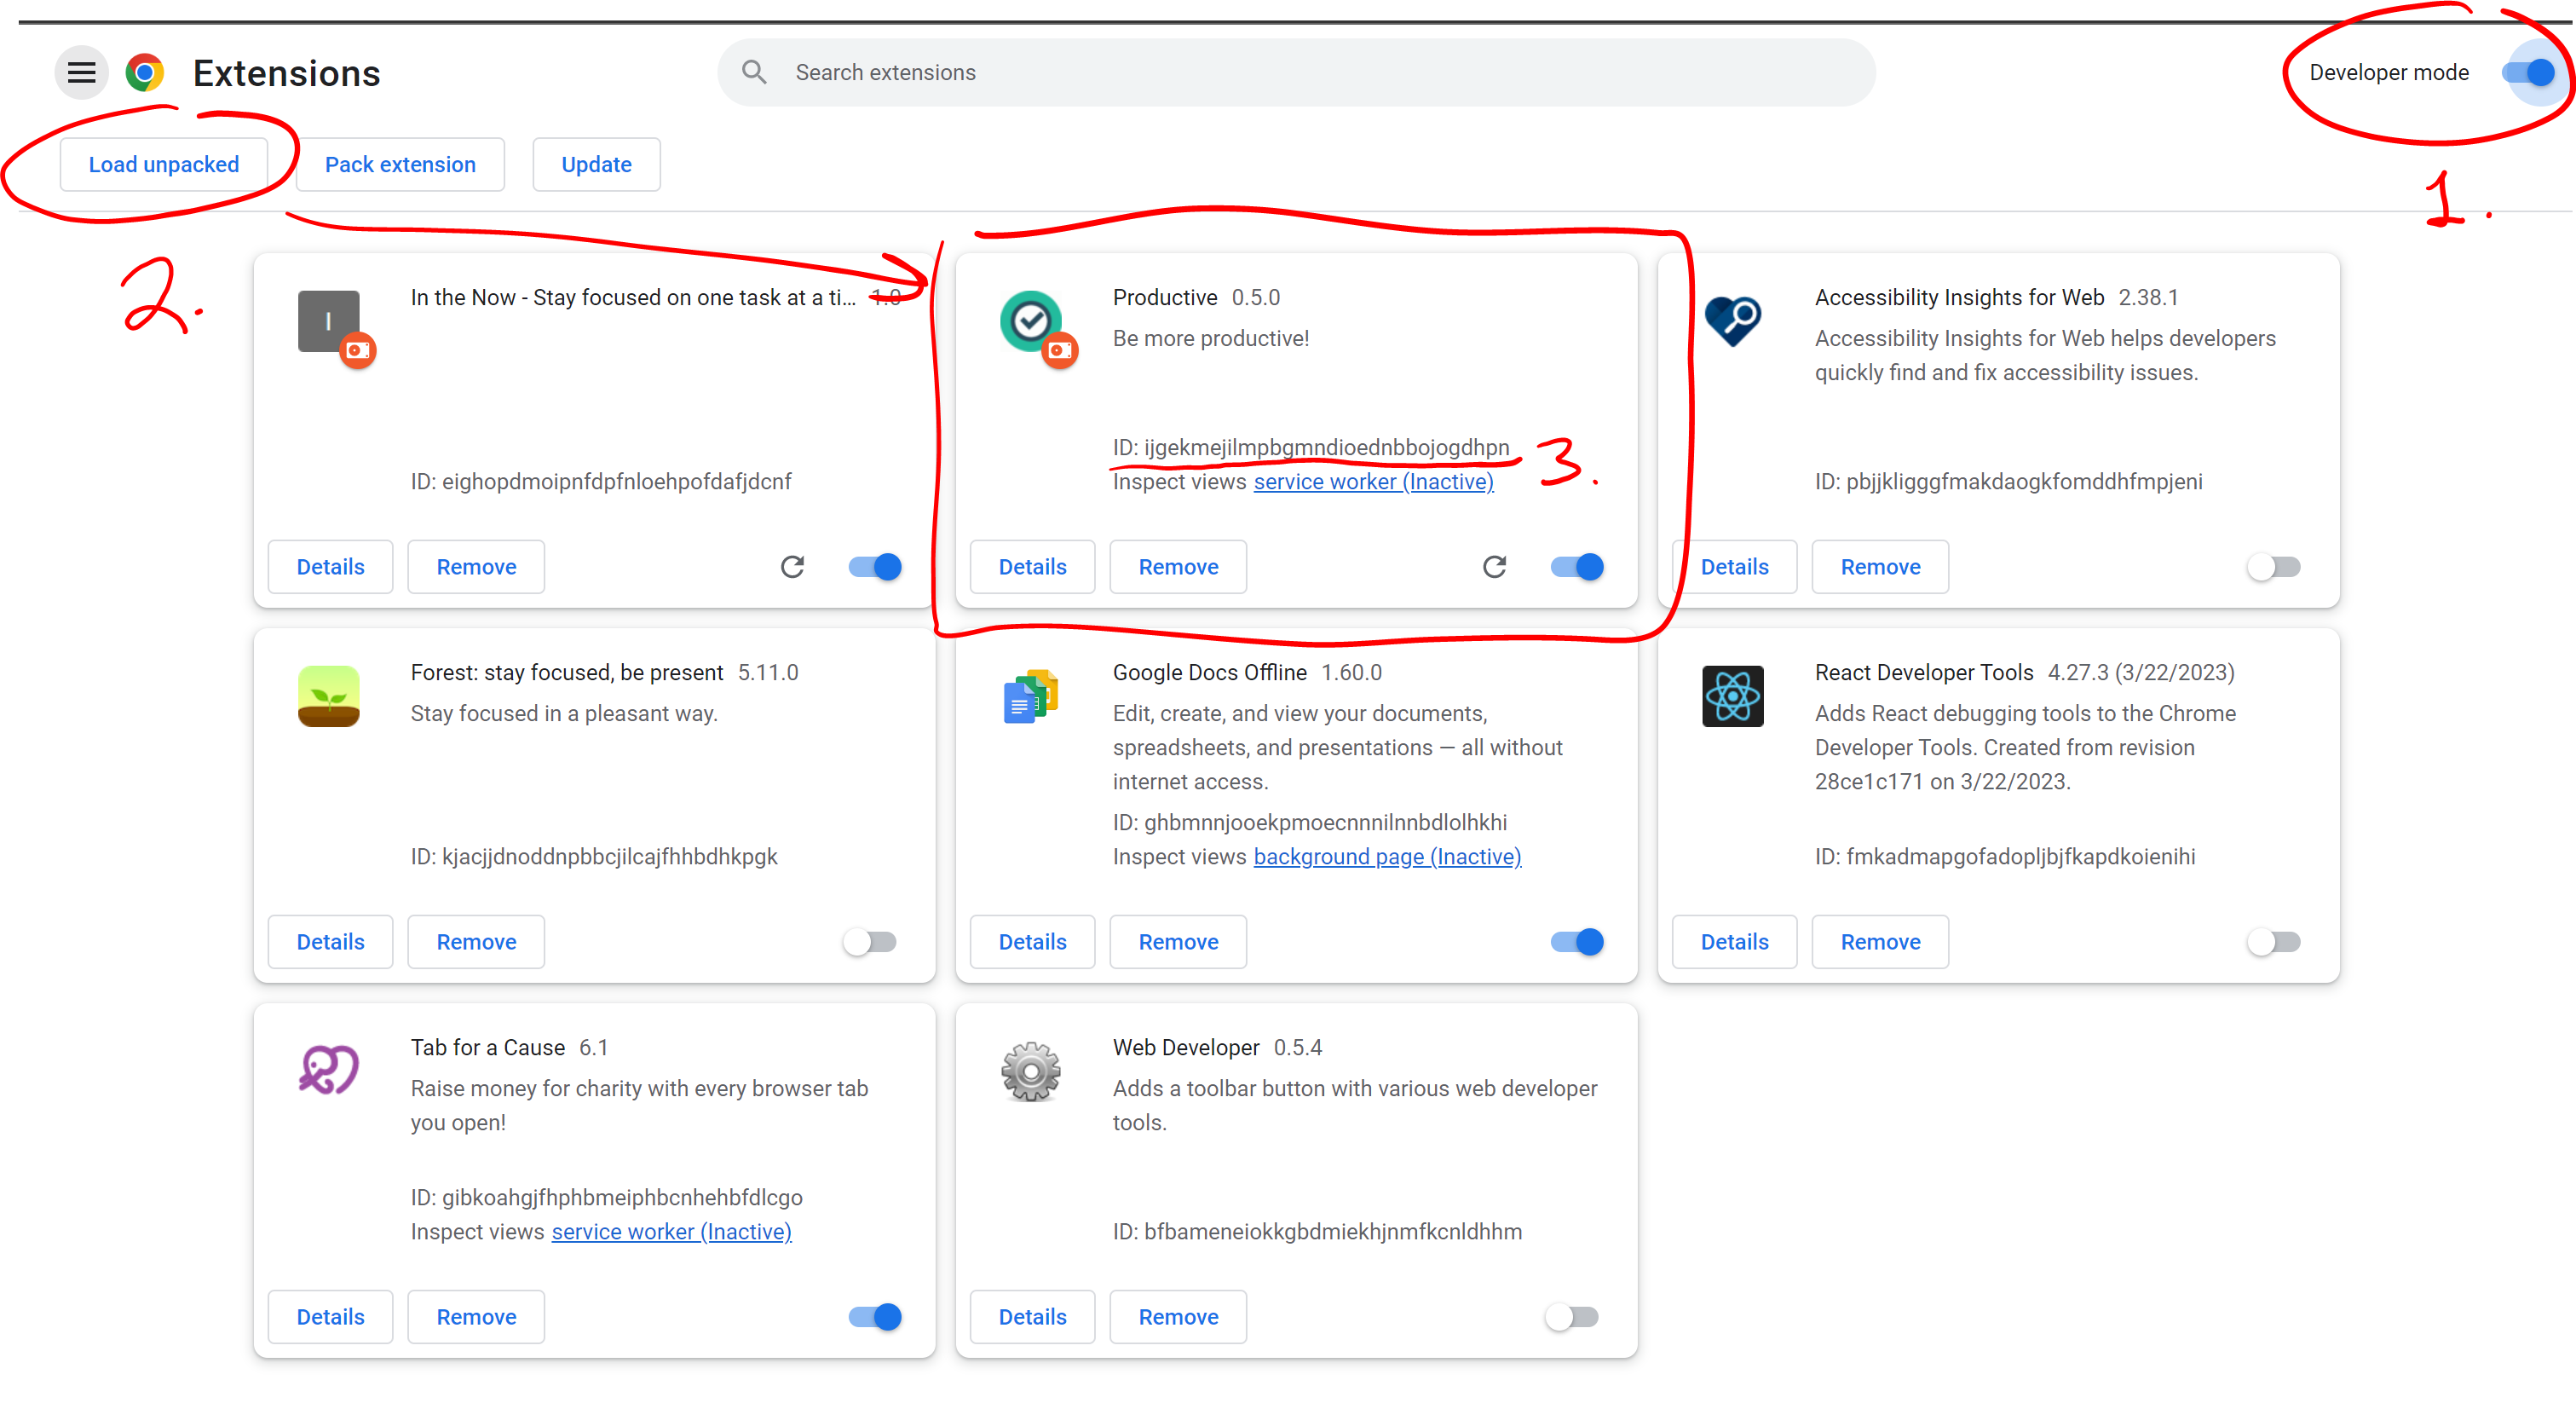 Extensions
Search extensions
Developer mode
Load unpacked
Pack extension
Update
1.
2.
In the Now - Stay focused on one task at a ti... 1.0
ID: eighopdmoipnfdpfnloehpofdafjdcnf
Details
Remove
Productive 0.5.0
Be more productive!
ID: ijgekmejilmpbgmndioednbbojogdhpn
3.
Inspect views service worker (Inactive)
Details
Remove
Accessibility Insights for Web 2.38.1
Accessibility Insights for Web helps developers
quickly find and fix accessibility issues.
ID: pbjjkligggfmakdaogkfomddhfmpjeni
Details
Remove
Forest: stay focused, be present 5.11.0
Stay focused in a pleasant way.
ID: kjacjjdnoddnpbbcjilcajfhhbdhkpgk
Details
Remove
Google Docs Offline 1.60.0
Edit, create, and view your documents,
spreadsheets, and presentations — all without
internet access.
ID: ghbmnnjooekpmoecnnnilnnbdlolhkhi
Inspect views background page (Inactive)
Details
Remove
React Developer Tools 4.27.3 (3/22/2023)
Adds React debugging tools to the Chrome
Developer Tools. Created from revision
28ce1c171 on 3/22/2023.
ID: fmkadmapgofadopljbjfkapdkoienihi
Details
Remove
Tab for a Cause 6.1
Raise money for charity with every browser tab
you open!
ID: gibkoahgjfhphbmeiphbcnhehbfdlcgo
Inspect views service worker (Inactive)
Details
Remove
Web Developer 0.5.4
Adds a toolbar button with various web developer
tools.
ID: bfbameneiokkgbdmiekhjnmfkcnldhhm
Details
Remove